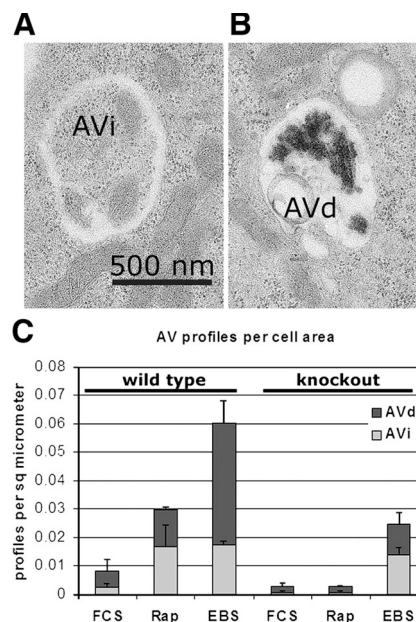 A
B
AVi
AVd
500 nm
C
AV profiles per cell area
profiles per sq micrometer
0.08
0.07
0.06
0.05
0.04
0.03
0.02
0.01
0
wild type
knockout
AVd
AVi
FCS Rap EBS FCS Rap EBS